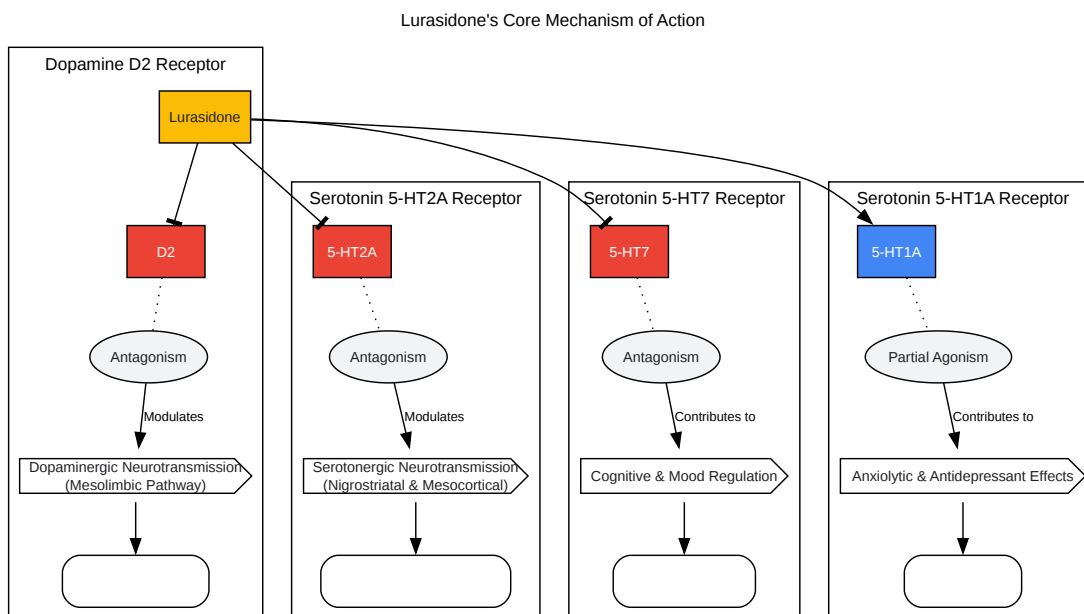 Lurasidone's Core Mechanism of Action
Dopamine D2 Receptor
Lurasidone
Serotonin 5-HT2A Receptor
Serotonin 5-HT7 Receptor
Serotonin 5-HT1A Receptor
D2
5-HT2A
5-HT7
5-HT1A
Antagonism
Antagonism
Antagonism
Partial Agonism
Modulates
Modulates
Contributes to
Contributes to
Dopaminergic Neurotransmission
(Mesolimbic Pathway)
Serotonergic Neurotransmission
(Nigrostriatal & Mesocortical)
Cognitive & Mood Regulation
Anxiolytic & Antidepressant Effects